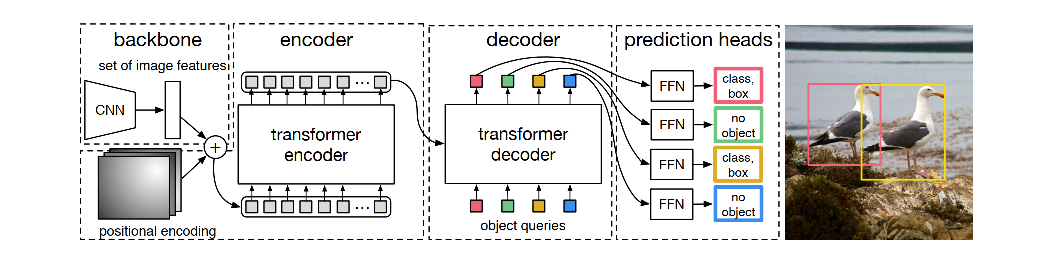 backbone
set of image features
CNN
+
positional encoding
encoder
...
transformer
encoder
...
decoder
transformer
decoder
object queries
prediction heads
FFN
class,
box
FFN
no
object
FFN
class,
box
FFN
no
object